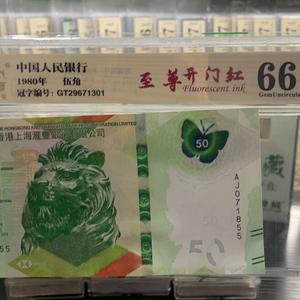 中国人民银行
1980年 伍角
冠字编号: GT29671301
至尊开门红
Fluorescent ink
66
Gem Uncircula
THE HONGKONG AND SHANGHAI BANKING CORPORATION LIMITED
香港上海滙豐銀行有限公司
50
AJ071855
50
55